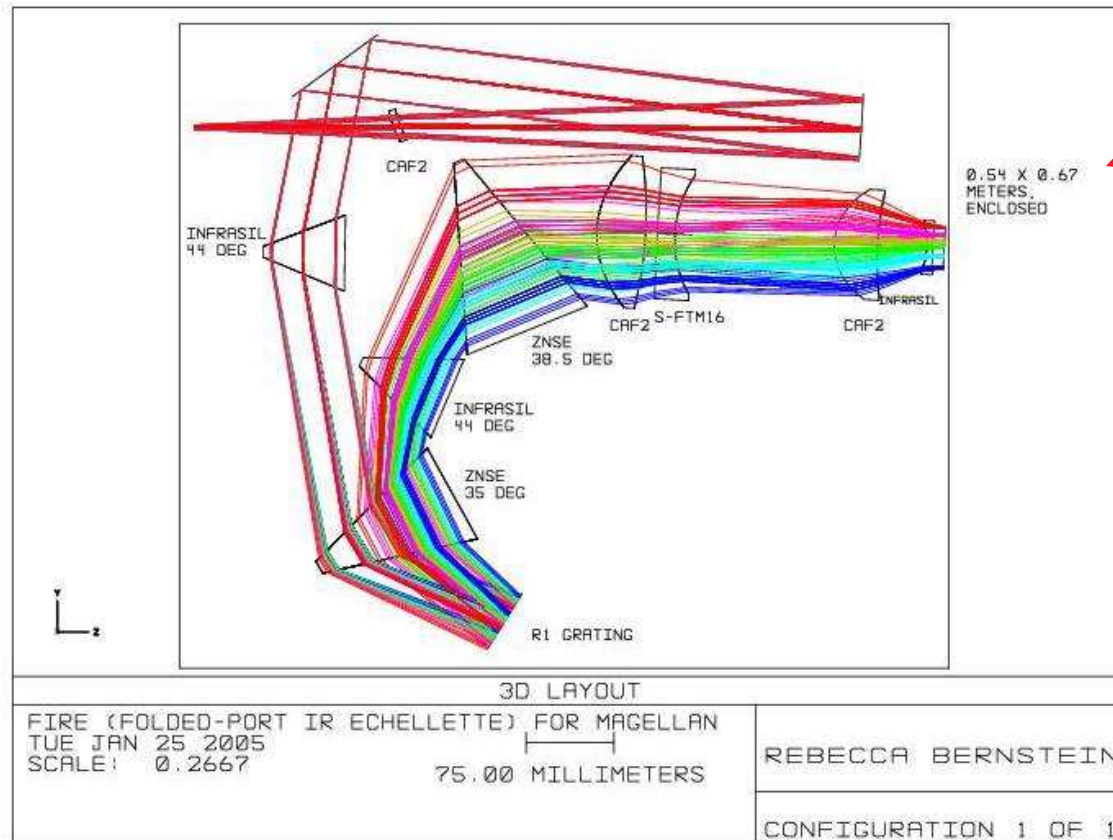 CAF2
0.54 X 0.67
METERS,
ENCLOSED
INFRASIL
44 DEG
INFRASIL
CAF2
S-FTM16
CAF2
ZNSE
38.5 DEG
INFRASIL
44 DEG
ZNSE
35 DEG
Y
Z
R1 GRATING
3D LAYOUT
FIRE (FOLDED-PORT IR ECHELLETTE) FOR MAGELLAN
TUE JAN 25 2005
SCALE: 0.2667
75.00 MILLIMETERS
REBECCA BERNSTEIN
CONFIGURATION 1 OF 1